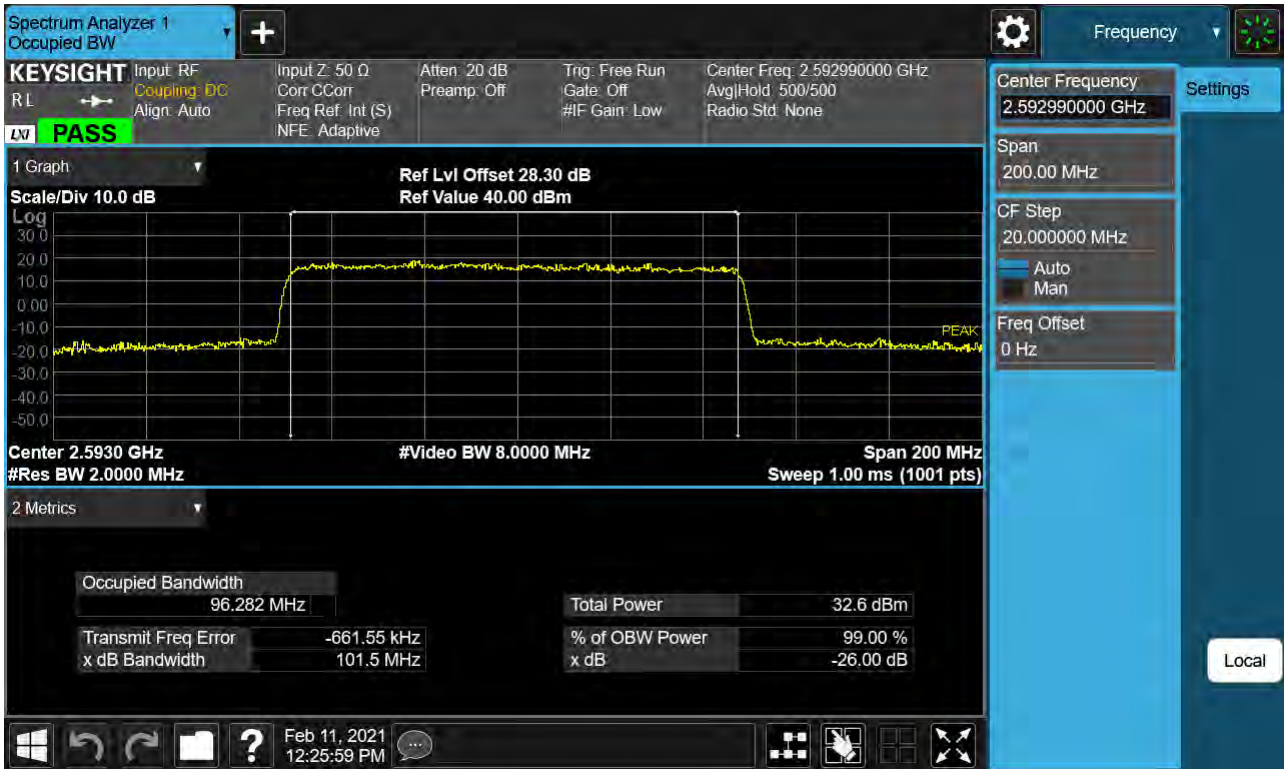 Spectrum Analyzer 1
Occupied BW
+
Frequency
KEYSIGHT
R L
LXI
PASS
Input: RF
Coupling: DC
Align: Auto
Input Z: 50 Ω
Corr CCorr
Freq Ref: Int (S)
NFE: Adaptive
Atten: 20 dB
Preamp: Off
Trig: Free Run
Gate: Off
#IF Gain: Low
Center Freq: 2.592990000 GHz
Avg|Hold: 500/500
Radio Std: None
Center Frequency
2.592990000 GHz
Settings
Span
200.00 MHz
CF Step
20.000000 MHz
Auto
Man
Freq Offset
0 Hz
Local
1 Graph
Scale/Div 10.0 dB
Ref Lvl Offset 28.30 dB
Ref Value 40.00 dBm
Log
30.0
20.0
10.0
0.00
-10.0
-20.0
-30.0
-40.0
-50.0
PEAK
Center 2.5930 GHz
#Video BW 8.0000 MHz
Span 200 MHz
#Res BW 2.0000 MHz
Sweep 1.00 ms (1001 pts)
2 Metrics
Occupied Bandwidth
96.282 MHz
Transmit Freq Error -661.55 kHz
x dB Bandwidth 101.5 MHz
Total Power 32.6 dBm
% of OBW Power 99.00 %
x dB -26.00 dB
?
Feb 11, 2021
12:25:59 PM